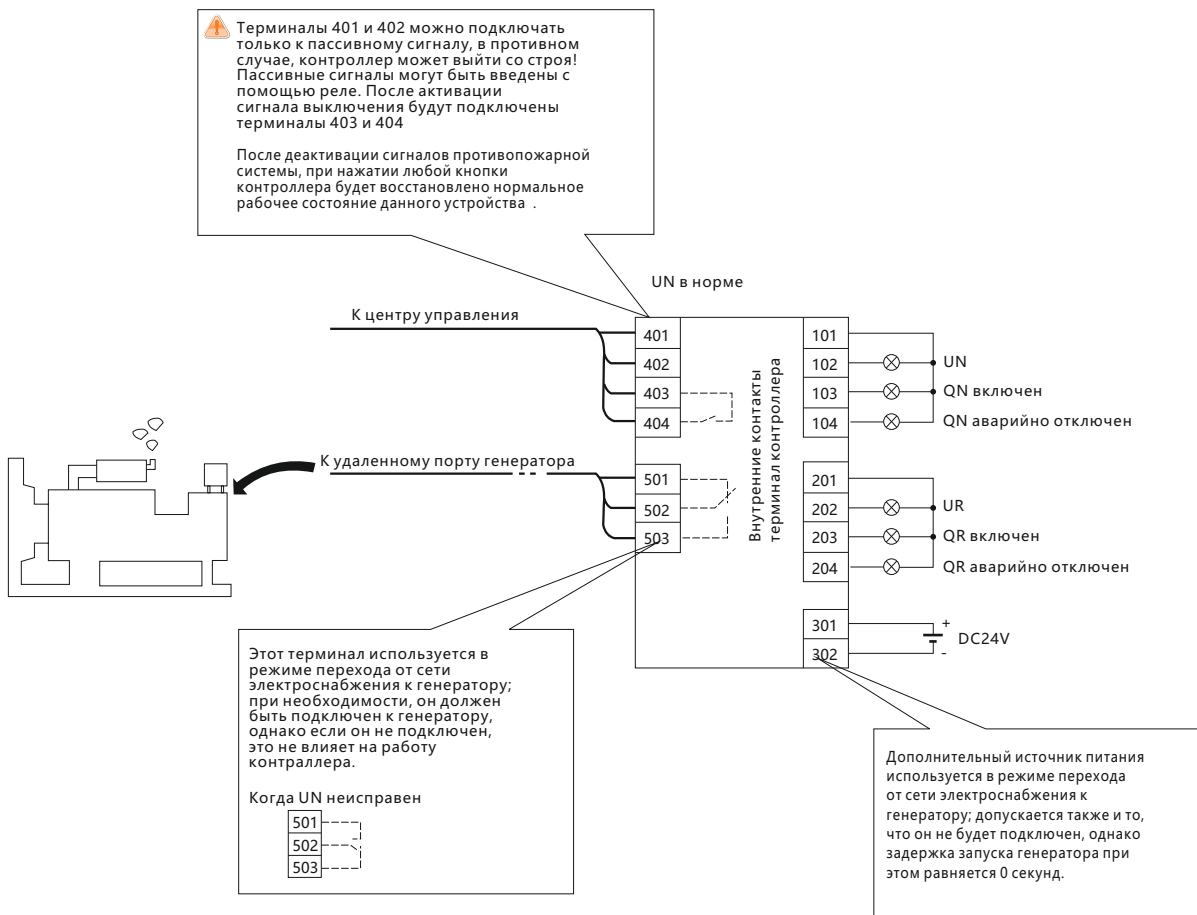 Терминалы 401 и 402 можно подключать
только к пассивному сигналу, в противном
случае, контроллер может выйти со строя!
Пассивные сигналы могут быть введены с
помощью реле. После активации
сигнала выключения будут подключены
терминалы 403 и 404
После деактивации сигналов противопожарной
системы, при нажатии любой кнопки
контроллера будет восстановлено нормальное
рабочее состояние данного устройства .
UN в норме
К центру управления
401
402
403
404
К удаленному порту генератора
501
502
503
Внутренние контакты
терминал контроллера
101
102
103
104
UN
QN включен
QN аварийно отключен
201
202
203
204
UR
QR включен
QR аварийно отключен
301
302
+
-
DC24V
Этот терминал используется в
режиме перехода от сети
электроснабжения к генератору;
при необходимости, он должен
быть подключен к генератору,
однако если он не подключен,
это не влияет на работу
контраллера.
Когда UN неисправен
501
502
503
Дополнительный источник питания
используется в режиме перехода
от сети электроснабжения к
генератору; допускается также и то,
что он не будет подключен, однако
задержка запуска генератора при
этом равняется 0 секунд.